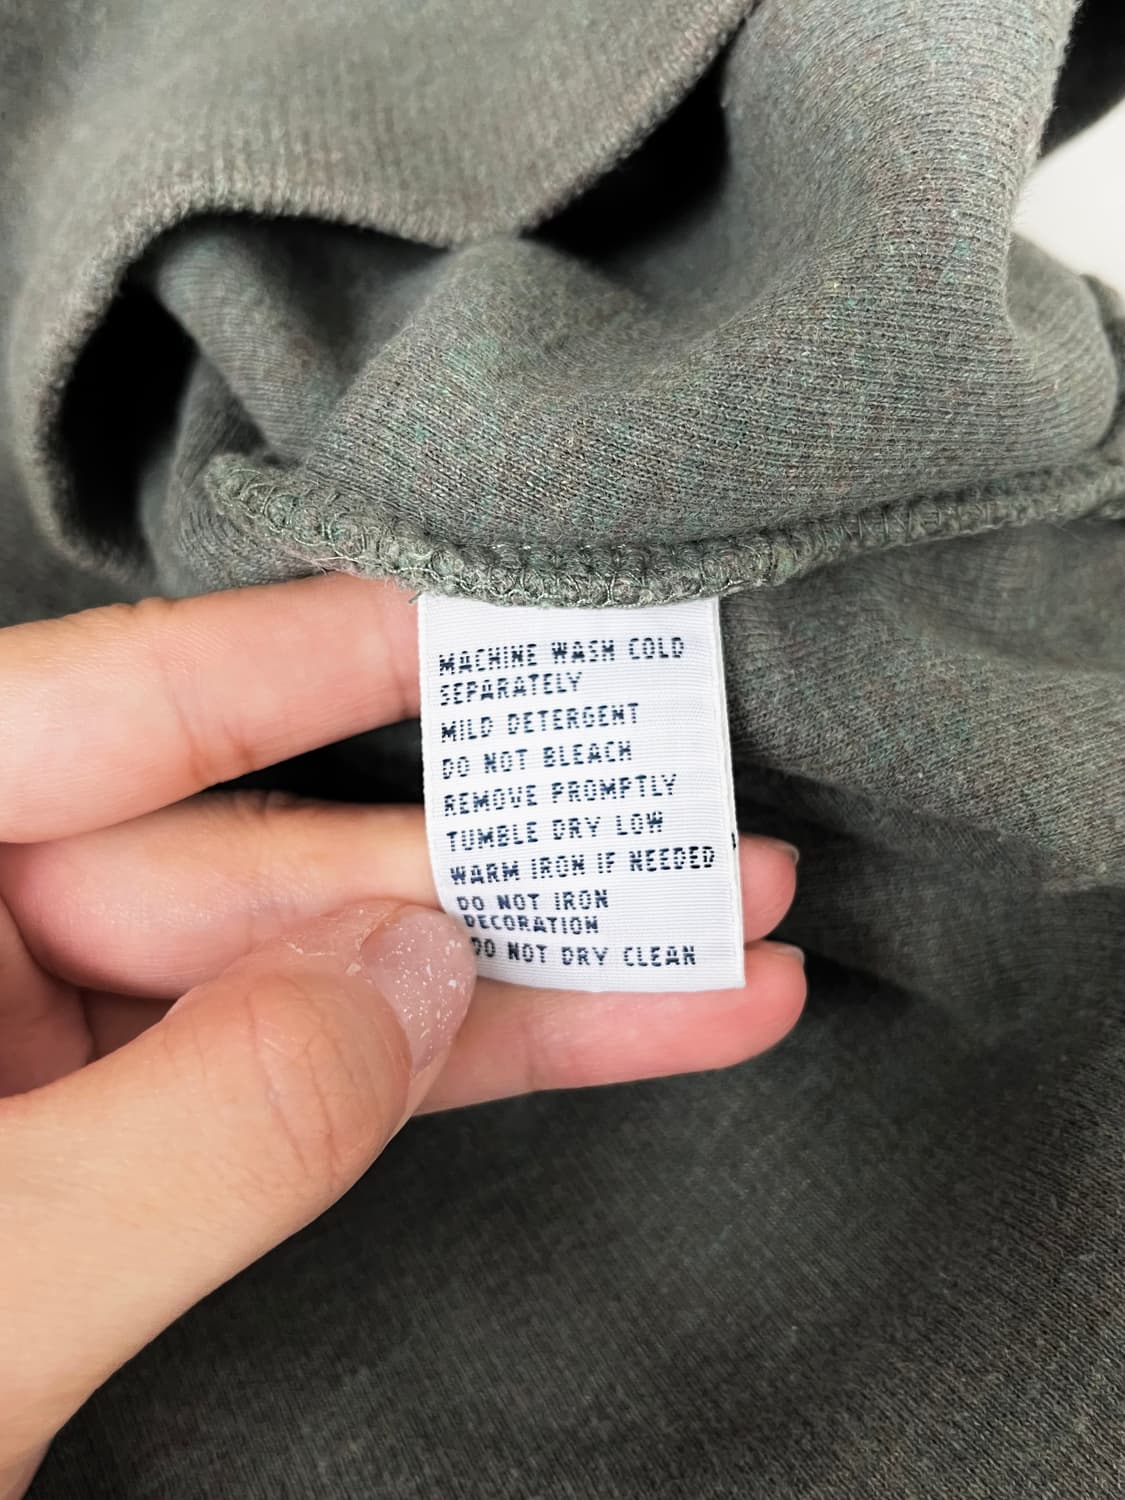 MACHINE WASH COLD
SEPARATELY
MILD DETERGENT
DO NOT BLEACH
REMOVE PROMPTLY
TUMBLE DRY LOW
WARM IRON IF NEEDED
DO NOT IRON
DECORATION
DO NOT DRY CLEAN